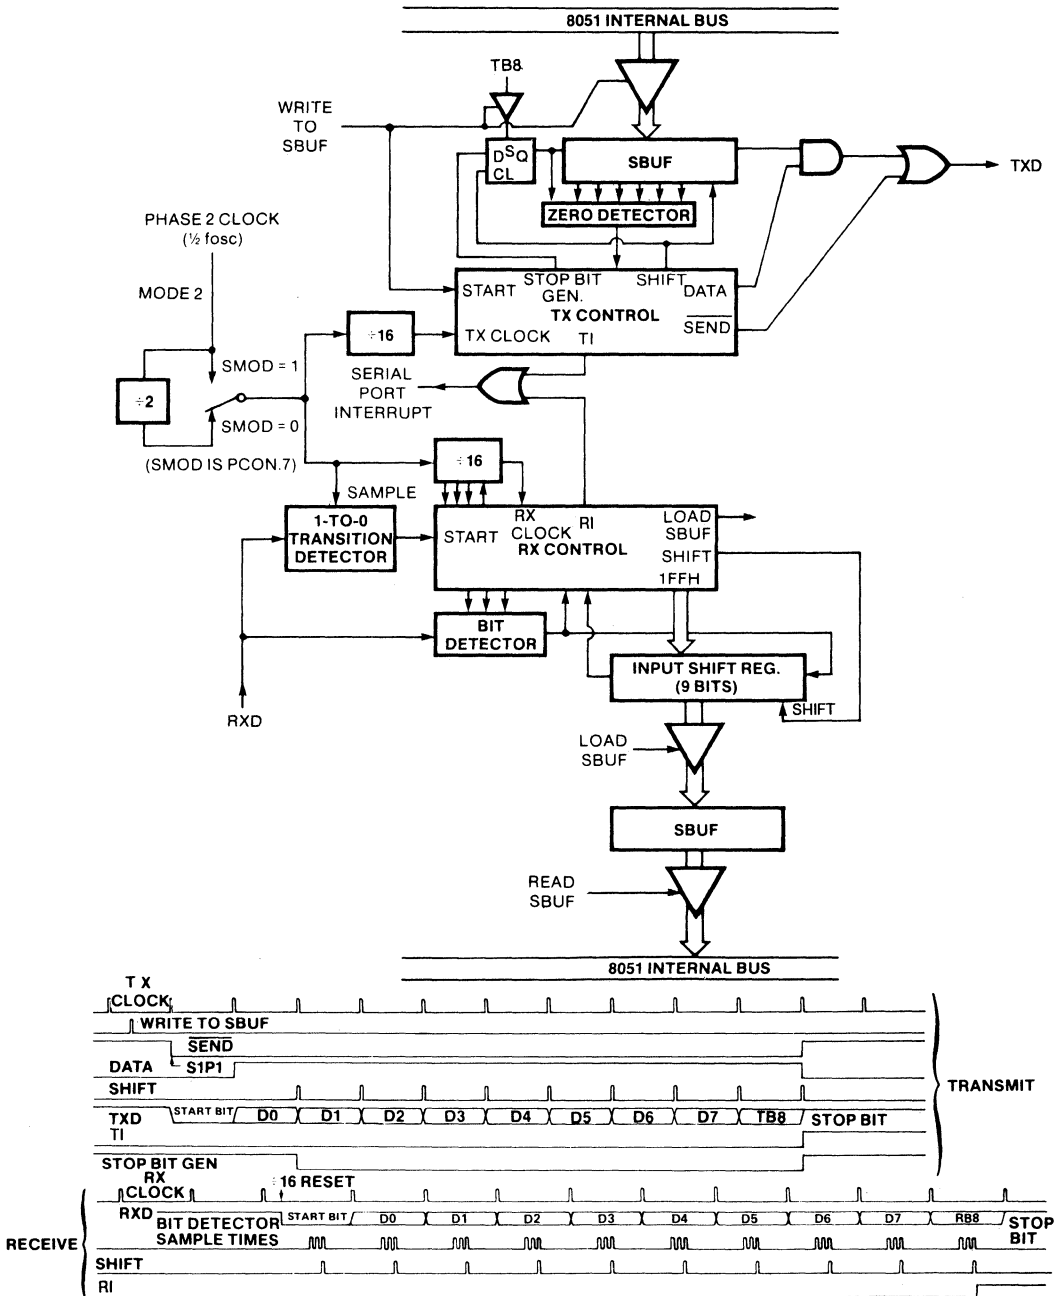 8051 INTERNAL BUS
TB8
WRITE
TO
SBUF
D S Q
CL
SBUF
TXD
ZERO DETECTOR
PHASE 2 CLOCK
(½ fosc)
MODE 2
START
STOP BIT
GEN.
SHIFT
DATA
TX CONTROL
SEND
TX CLOCK
TI
÷16
SMOD = 1
÷2
SMOD = 0
(SMOD IS PCON.7)
SERIAL
PORT
INTERRUPT
÷16
SAMPLE
1-TO-0
TRANSITION
DETECTOR
START
RX
CLOCK
RI
RX CONTROL
LOAD
SBUF
SHIFT
1FFH
BIT
DETECTOR
INPUT SHIFT REG.
(9 BITS)
SHIFT
RXD
LOAD
SBUF
SBUF
READ
SBUF
8051 INTERNAL BUS
TX
CLOCK
WRITE TO SBUF
SEND
DATA
S1P1
SHIFT
TRANSMIT
TXD
START BIT
D0
D1
D2
D3
D4
D5
D6
D7
TB8
STOP BIT
TI
STOP BIT GEN
RX
CLOCK
÷16 RESET
RXD
START BIT
D0
D1
D2
D3
D4
D5
D6
D7
RB8
STOP
BIT
BIT DETECTOR
SAMPLE TIMES
RECEIVE
SHIFT
RI